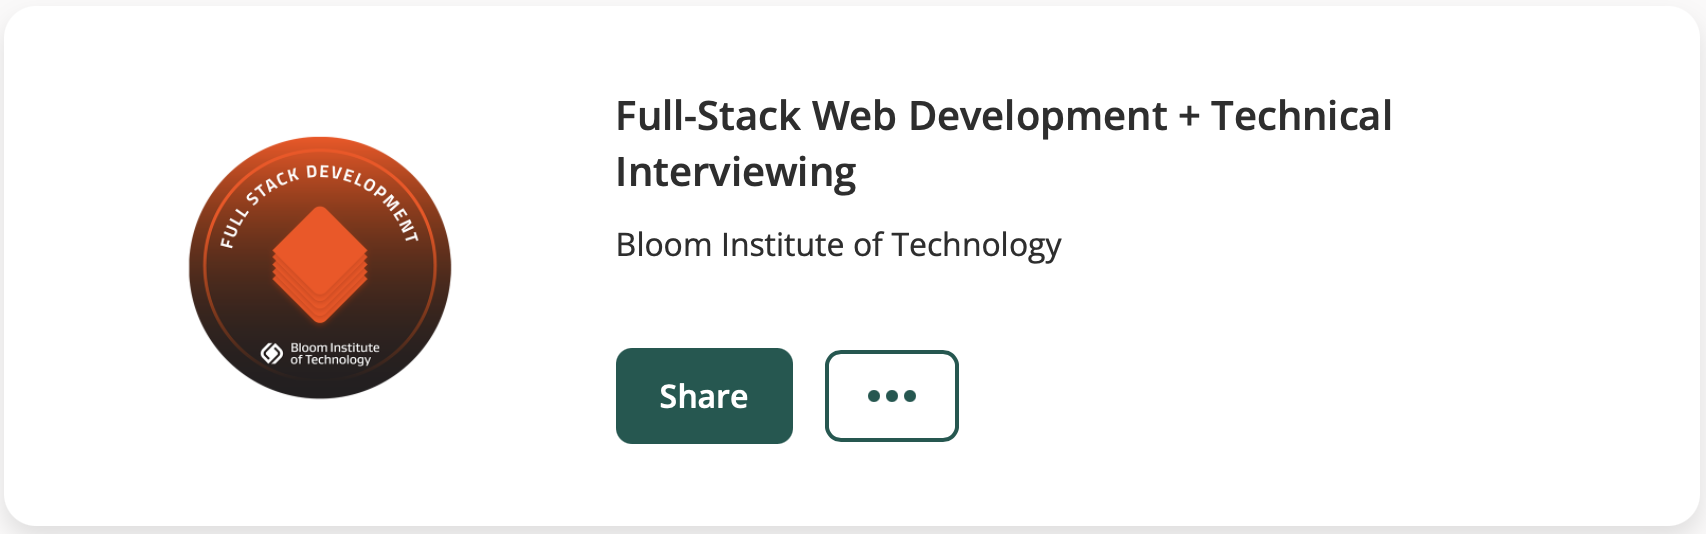 FULL STACK DEVELOPMENT
Bloom Institute
of Technology
Full-Stack Web Development + Technical
Interviewing
Bloom Institute of Technology
Share